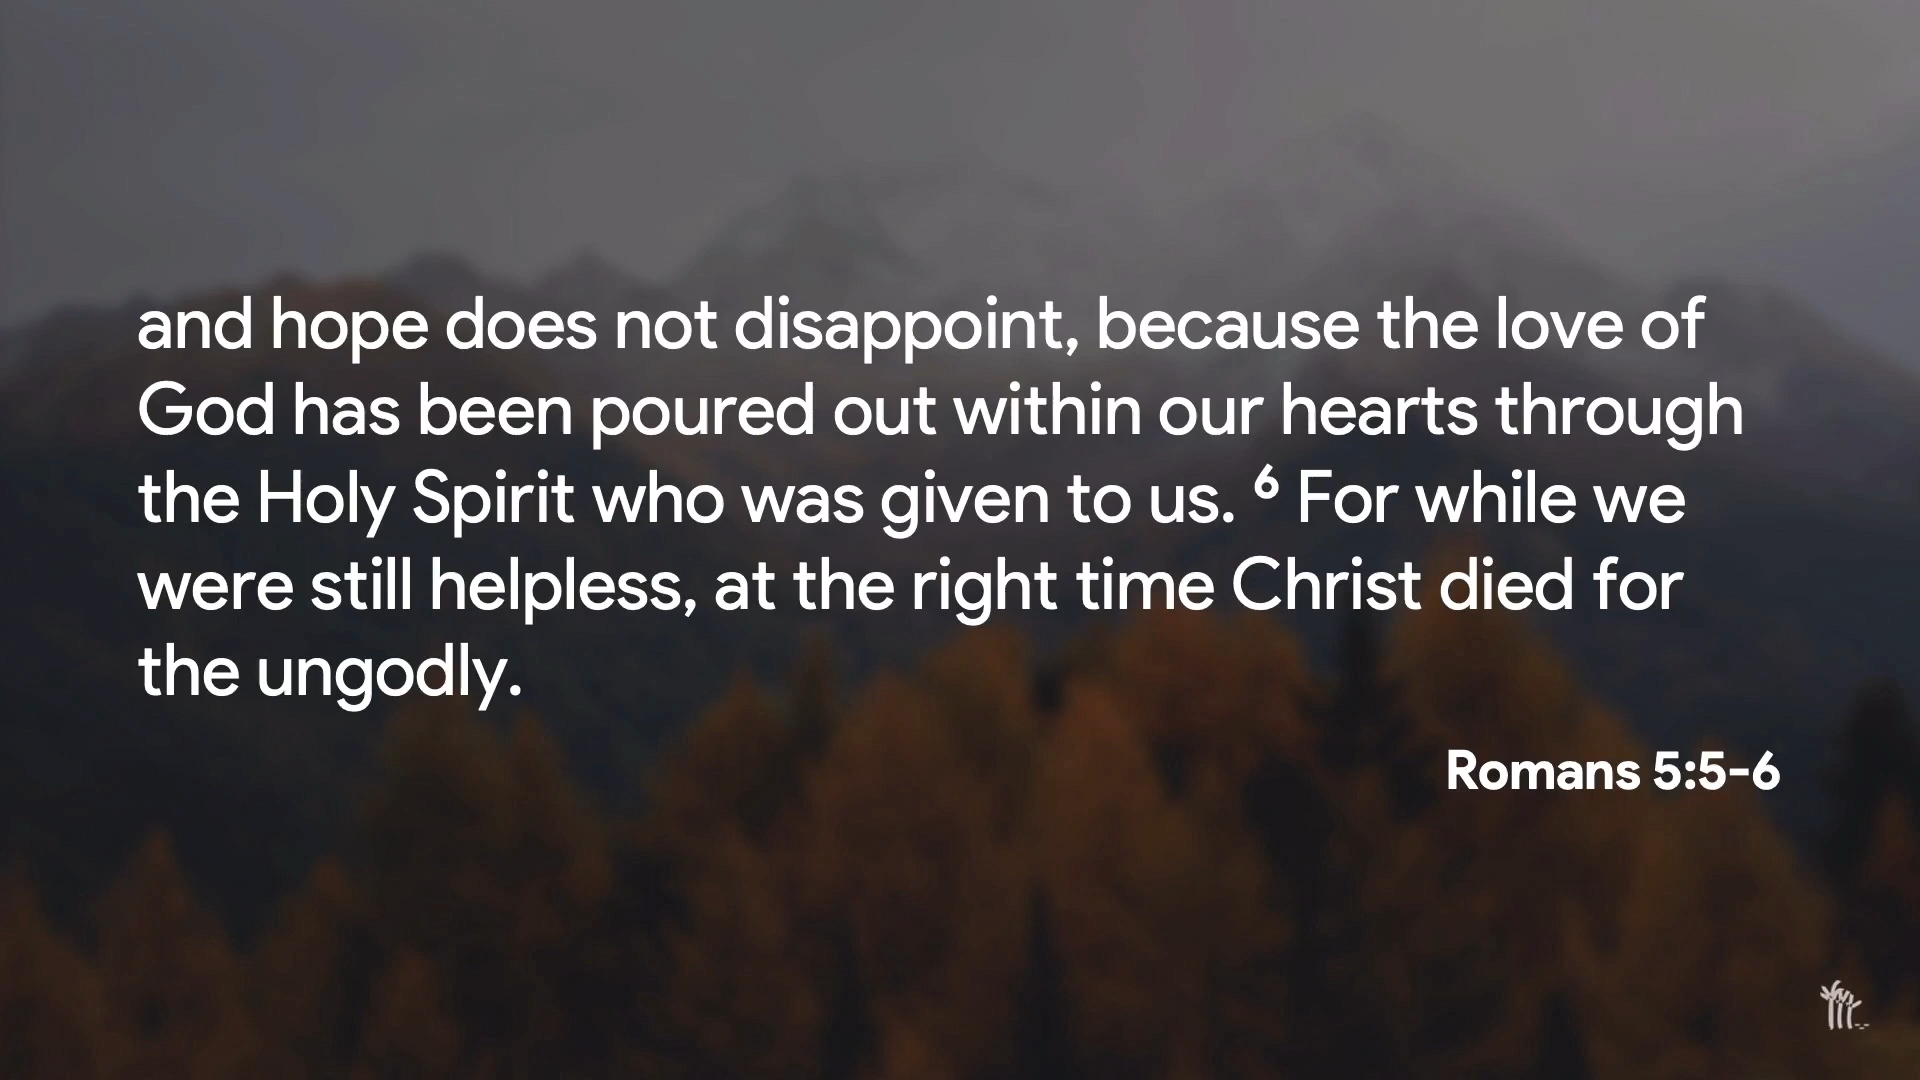 and hope does not disappoint, because the love of
God has been poured out within our hearts through
the Holy Spirit who was given to us. ⁶ For while we
were still helpless, at the right time Christ died for
the ungodly.
Romans 5:5-6